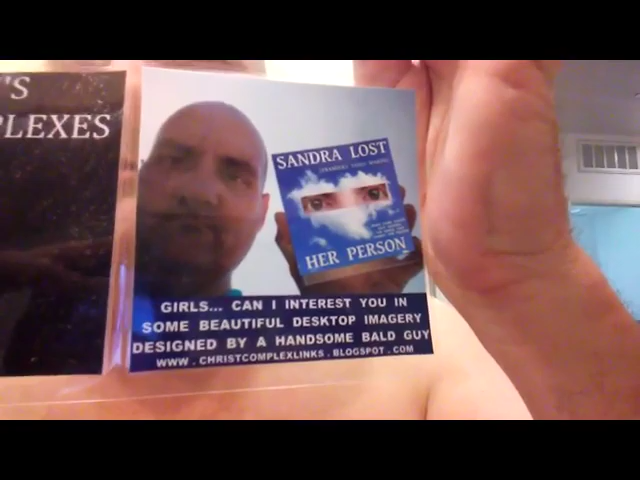 'S
PLEXES
SANDRA LOST
HER PERSON
GIRLS... CAN I INTEREST YOU IN
SOME BEAUTIFUL DESKTOP IMAGERY
DESIGNED BY A HANDSOME BALD GUY
WWW . CHRISTCOMPLEXLINKS . BLOGSPOT . COM